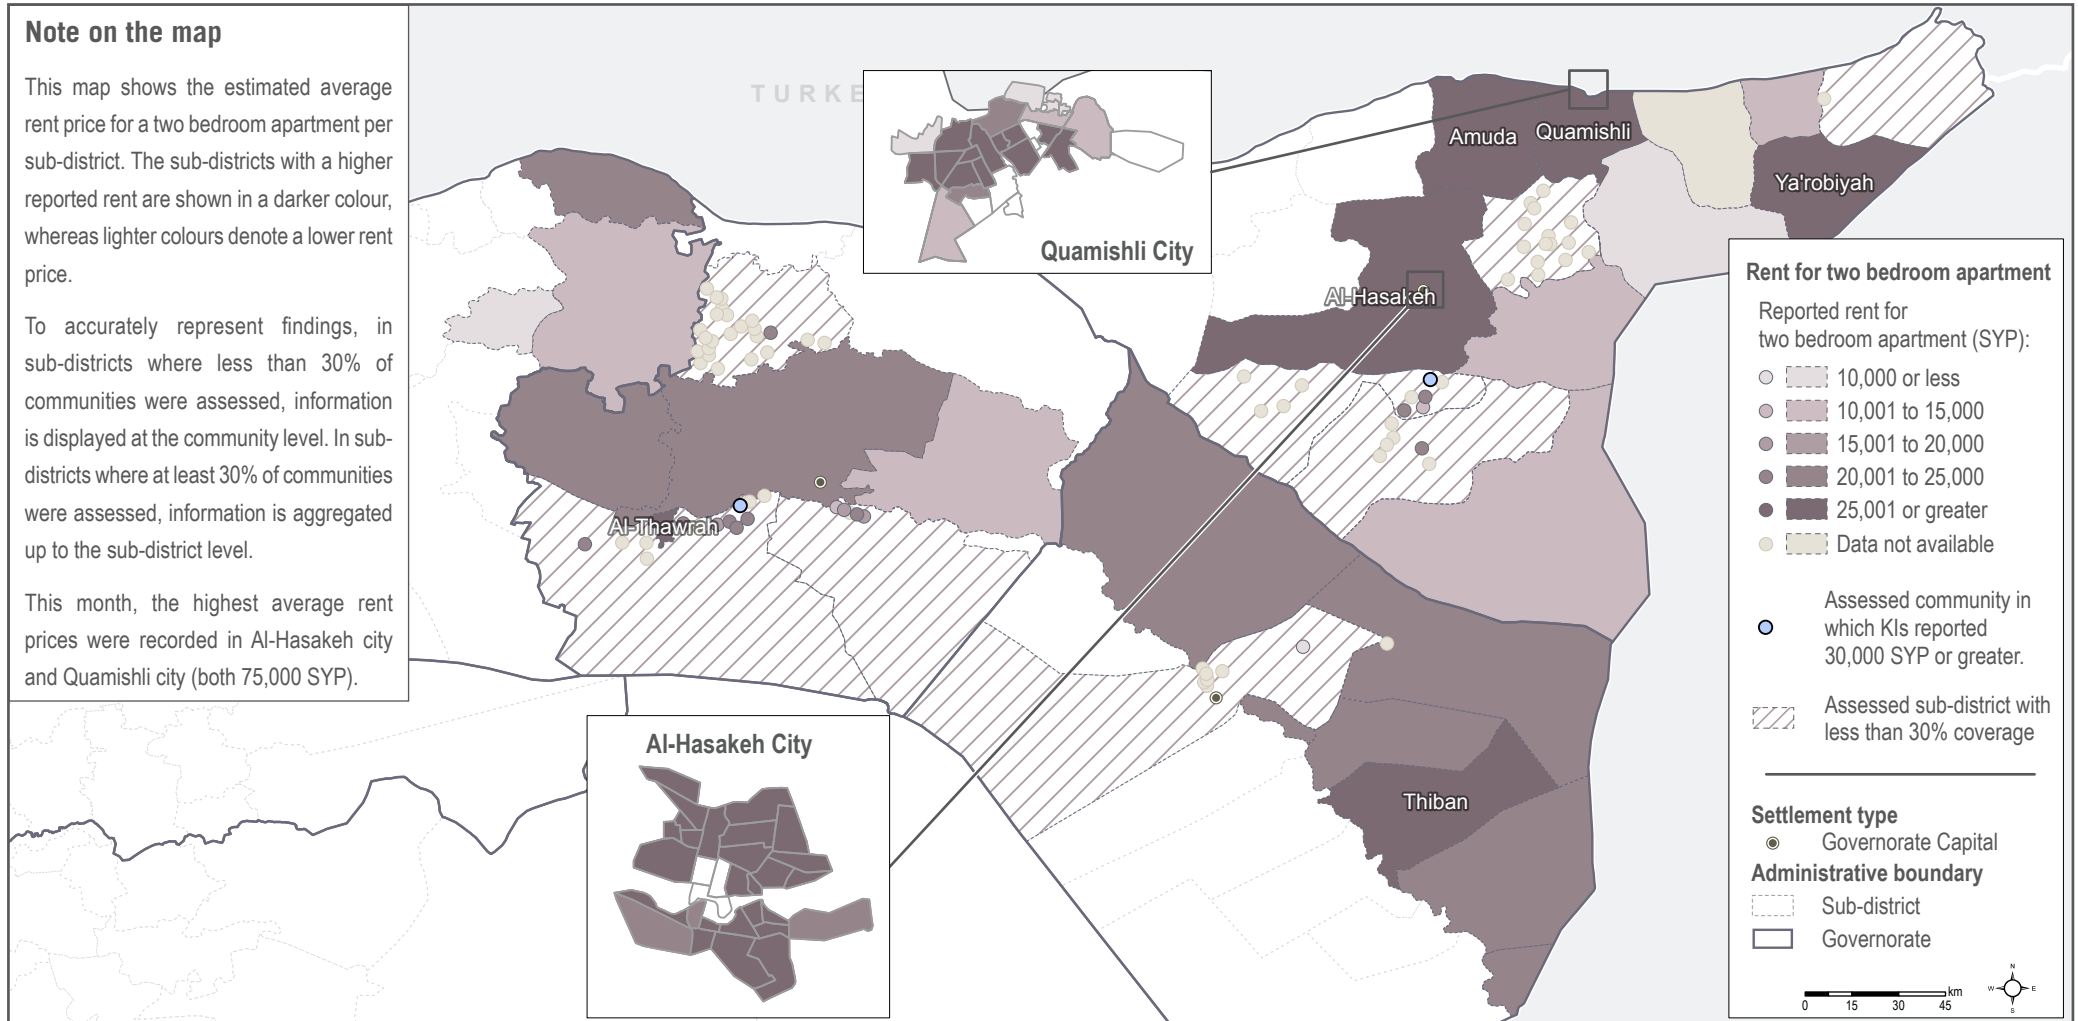 Note on the map
This map shows the estimated average
rent price for a two bedroom apartment per
sub-district. The sub-districts with a higher
reported rent are shown in a darker colour,
whereas lighter colours denote a lower rent
price.
To accurately represent findings, in
sub-districts where less than 30% of
communities were assessed, information
is displayed at the community level. In sub-
districts where at least 30% of communities
were assessed, information is aggregated
up to the sub-district level.
This month, the highest average rent
prices were recorded in Al-Hasakeh city
and Quamishli city (both 75,000 SYP).
TURKE
Quamishli City
Amuda
Quamishli
Ya'robiyah
Al-Hasakeh
Al-Thawrah
Thiban
Al-Hasakeh City
Rent for two bedroom apartment
Reported rent for
two bedroom apartment (SYP):
10,000 or less
10,001 to 15,000
15,001 to 20,000
20,001 to 25,000
25,001 or greater
Data not available
Assessed community in
which KIs reported
30,000 SYP or greater.
Assessed sub-district with
less than 30% coverage
Settlement type
Governorate Capital
Administrative boundary
Sub-district
Governorate
km
0 15 30 45
N
W E
S